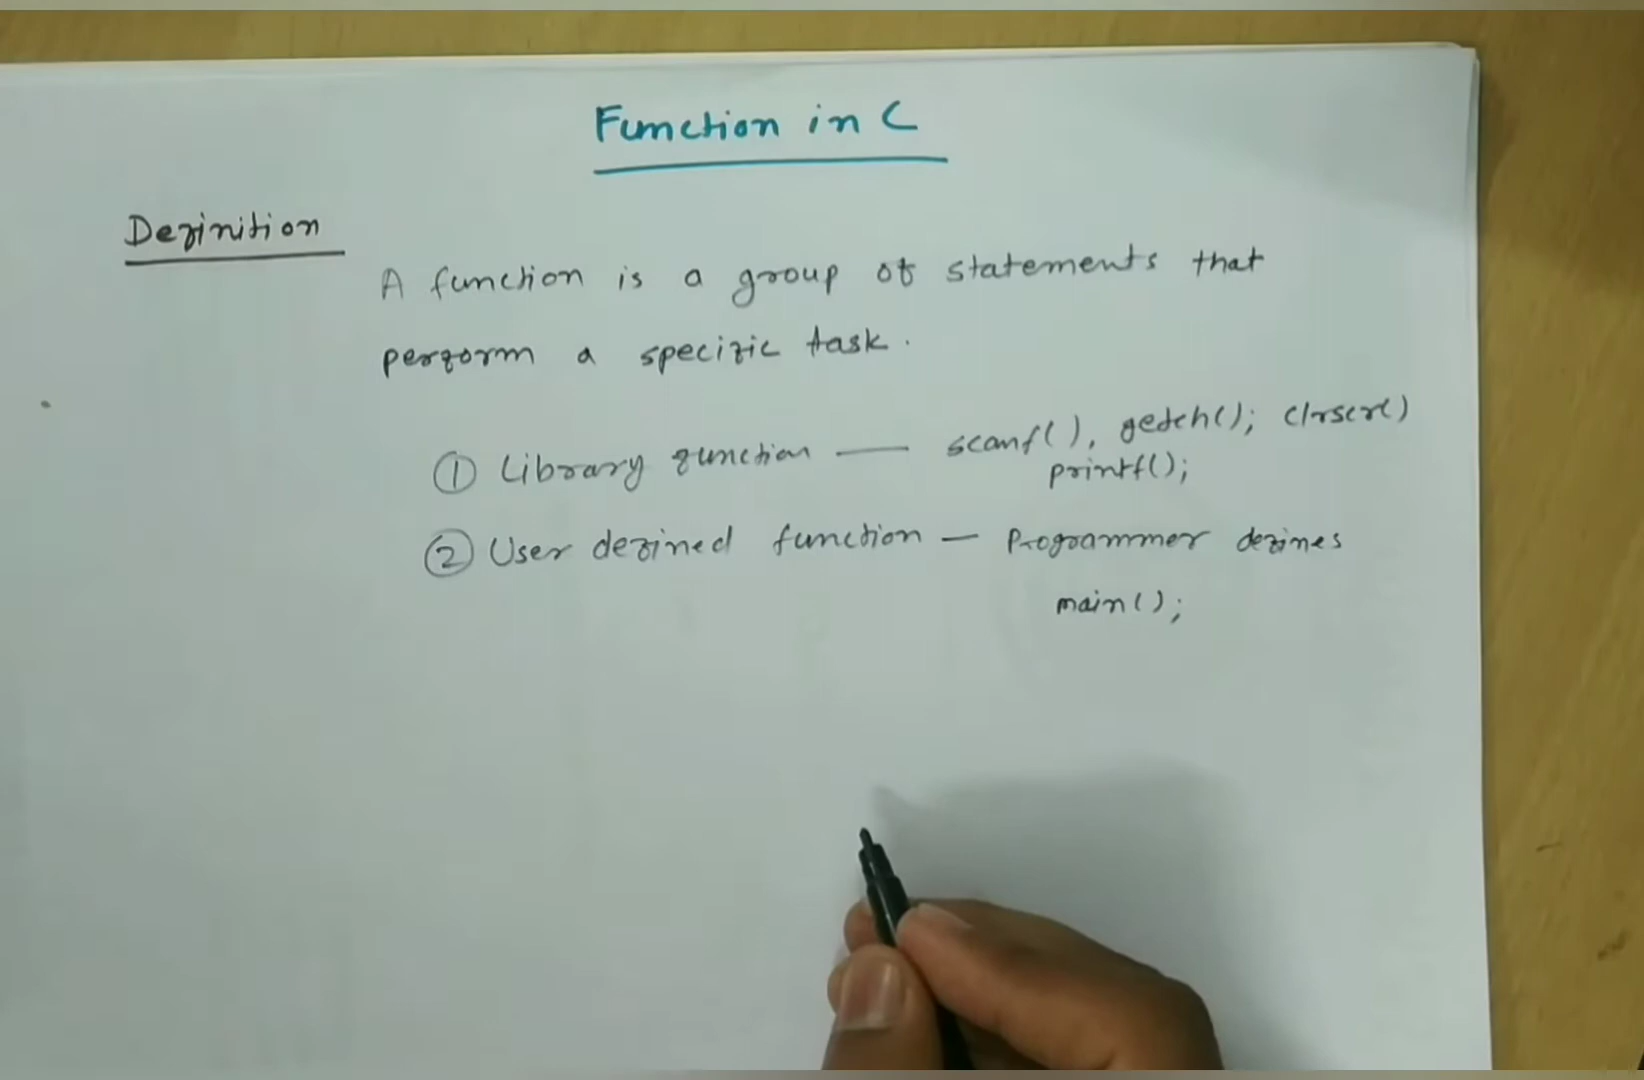 Function in C
Definition
A function is a group of statements that
perform a specific task.
① Library function — scanf(), getch(); clrscr()
printf();
② User defined function — Programmer defines
main();